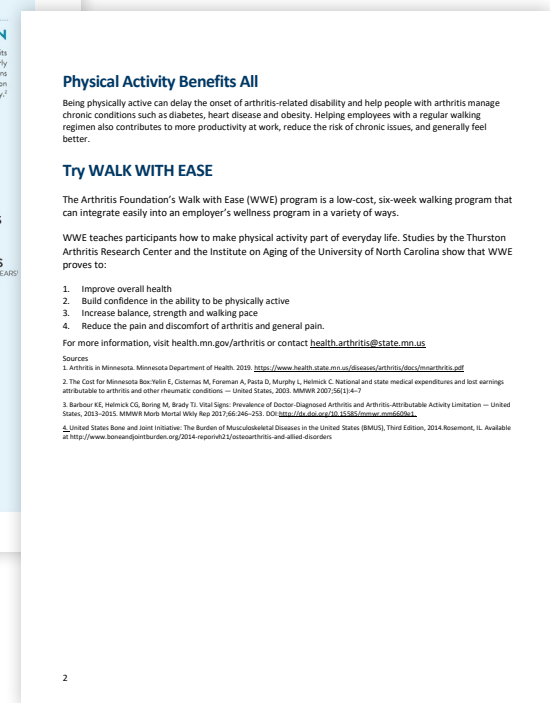 N
its
rly
ns
on
y.²
S
S
EARS¹
Physical Activity Benefits All
Being physically active can delay the onset of arthritis-related disability and help people with arthritis manage
chronic conditions such as diabetes, heart disease and obesity. Helping employees with a regular walking
regimen also contributes to more productivity at work, reduce the risk of chronic issues, and generally feel
better.
Try WALK WITH EASE
The Arthritis Foundation's Walk with Ease (WWE) program is a low-cost, six-week walking program that
can integrate easily into an employer's wellness program in a variety of ways.
WWE teaches participants how to make physical activity part of everyday life. Studies by the Thurston
Arthritis Research Center and the Institute on Aging of the University of North Carolina show that WWE
proves to:
1. Improve overall health
2. Build confidence in the ability to be physically active
3. Increase balance, strength and walking pace
4. Reduce the pain and discomfort of arthritis and general pain.
For more information, visit health.mn.gov/arthritis or contact health.arthritis@state.mn.us
Sources
1. Arthritis in Minnesota. Minnesota Department of Health. 2019. https://www.health.state.mn.us/diseases/arthritis/docs/mnarthritis.pdf
2. The Cost for Minnesota Box:Yelin E, Cisternas M, Foreman A, Pasta D, Murphy L, Helmick C. National and state medical expenditures and lost earnings
attributable to arthritis and other rheumatic conditions — United States, 2003. MMWR 2007;56(1):4–7
3. Barbour KE, Helmick CG, Boring M, Brady TJ. Vital Signs: Prevalence of Doctor-Diagnosed Arthritis and Arthritis-Attributable Activity Limitation — United
States, 2013–2015. MMWR Morb Mortal Wkly Rep 2017;66:246–253. DOI:http://dx.doi.org/10.15585/mmwr.mm6609e1.
4. United States Bone and Joint Initiative: The Burden of Musculoskeletal Diseases in the United States (BMUS), Third Edition, 2014.Rosemont, IL. Available
at http://www.boneandjointburden.org/2014-reporivh21/osteoarthritis-and-allied-disorders
2